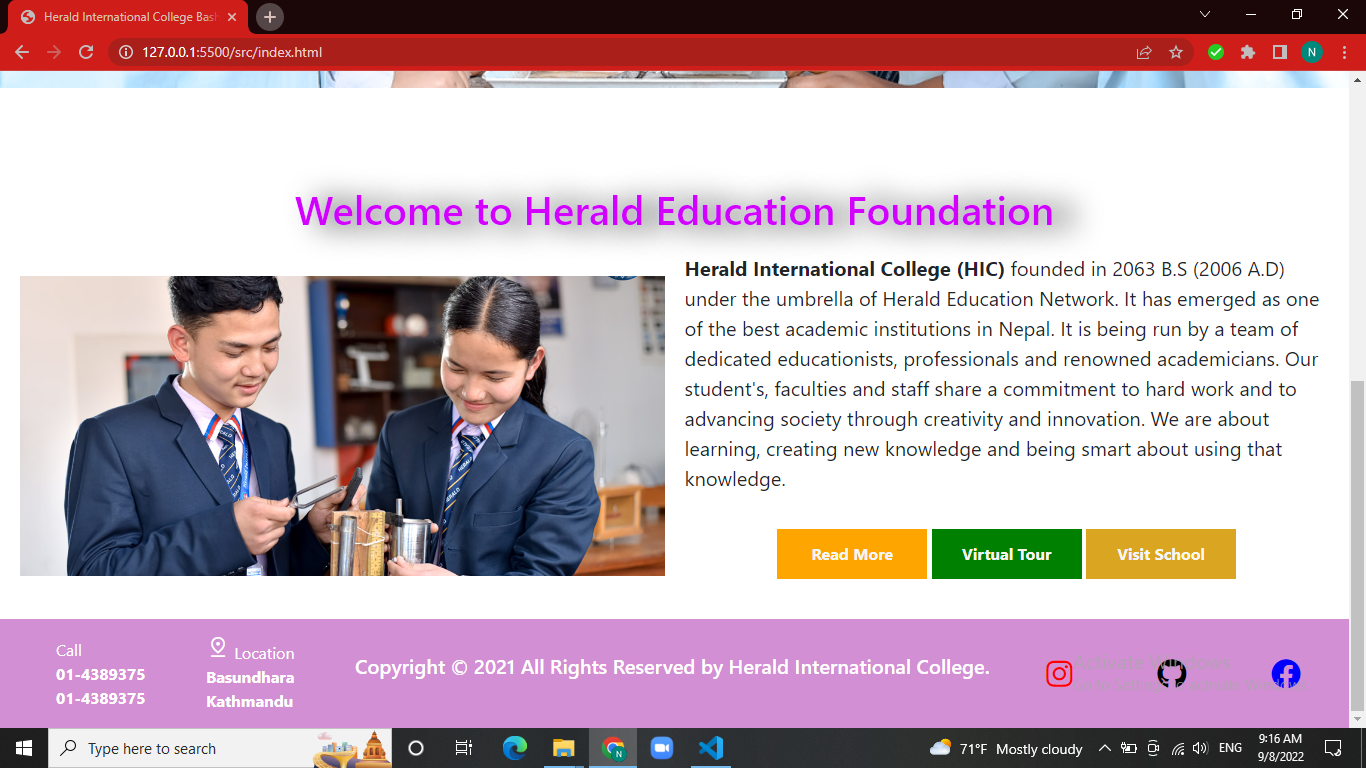 Herald International College Bas
127.0.0.1:5500/src/index.html
N
Welcome to Herald Education Foundation
Herald International College (HIC) founded in 2063 B.S (2006 A.D)
under the umbrella of Herald Education Network. It has emerged as one
of the best academic institutions in Nepal. It is being run by a team of
dedicated educationists, professionals and renowned academicians. Our
student's, faculties and staff share a commitment to hard work and to
advancing society through creativity and innovation. We are about
learning, creating new knowledge and being smart about using that
knowledge.
HERALD
HERALD
HERALD
Read More
Virtual Tour
Visit School
Call
01-4389375
01-4389375
Location
Basundhara
Kathmandu
Copyright © 2021 All Rights Reserved by Herald International College.
Activate Windows
Type here to search
N
71°F Mostly cloudy
ENG
9:16 AM
9/8/2022